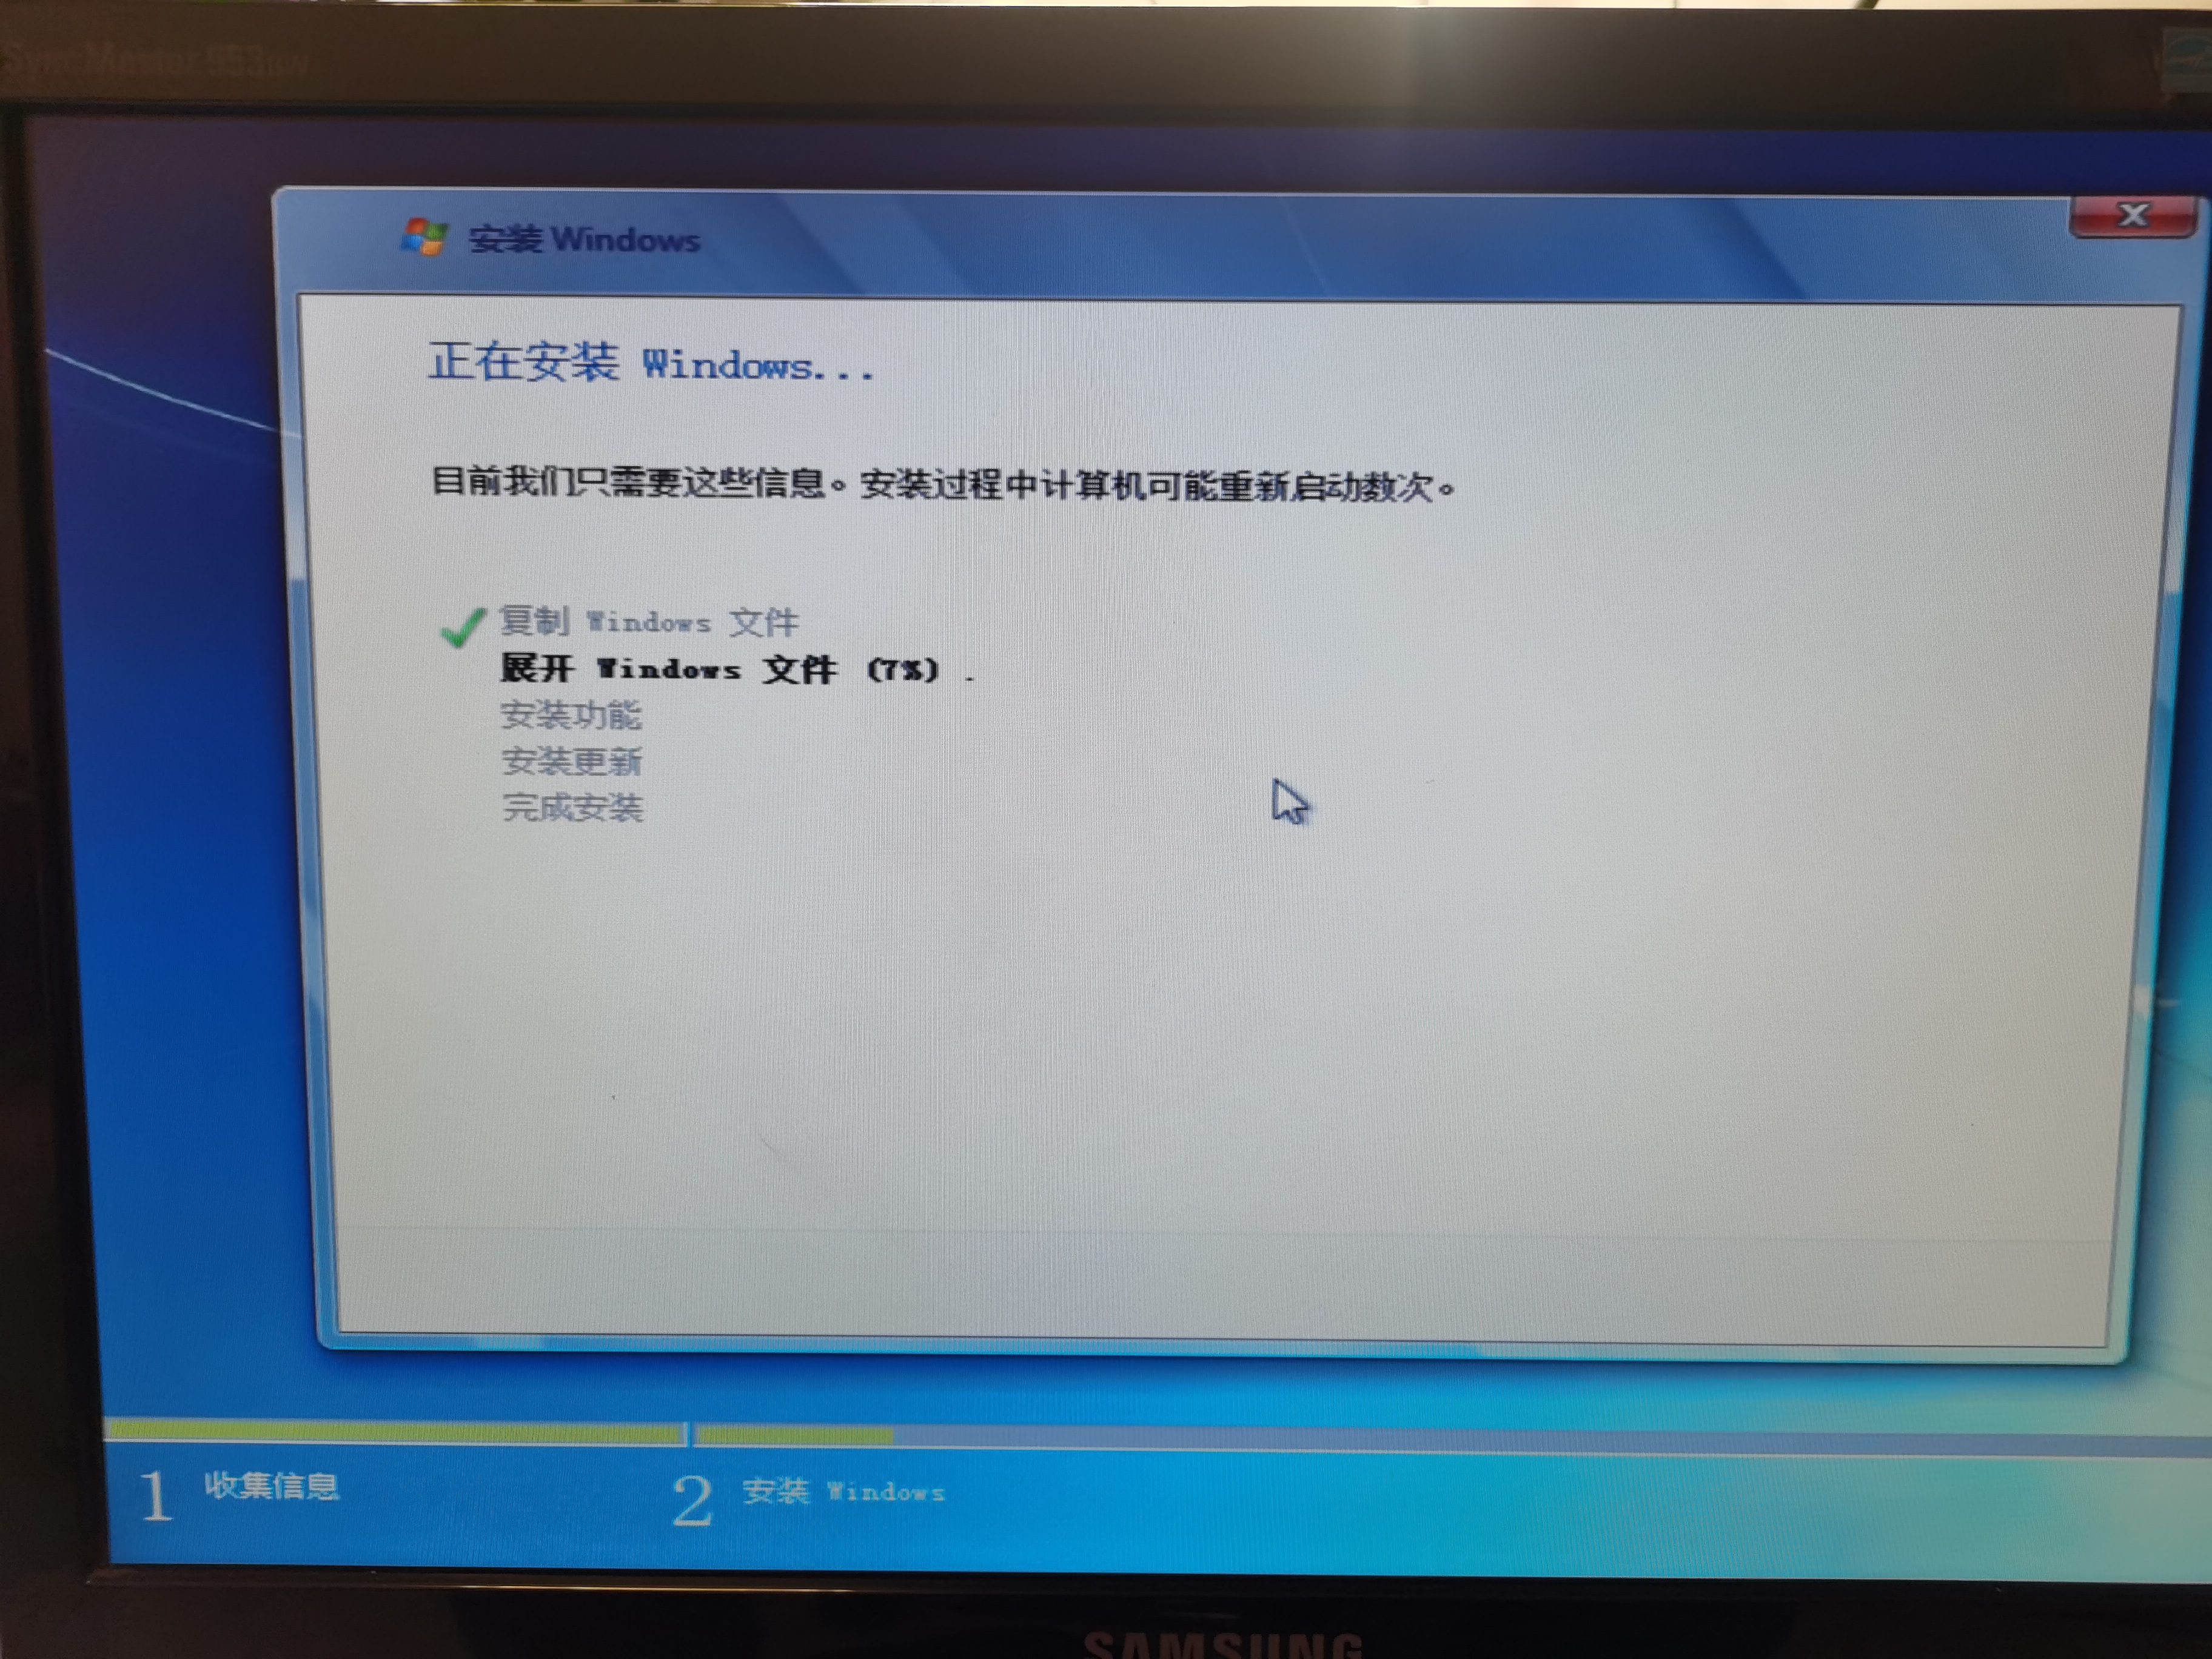 SyncMaster 953BW
安装 Windows
正在安装 Windows...
目前我们只需要这些信息。安装过程中计算机可能重新启动数次。
复制 Windows 文件
展开 Windows 文件 (7%) .
安装功能
安装更新
完成安装
1 收集信息
2 安装 Windows
SAMSUNG